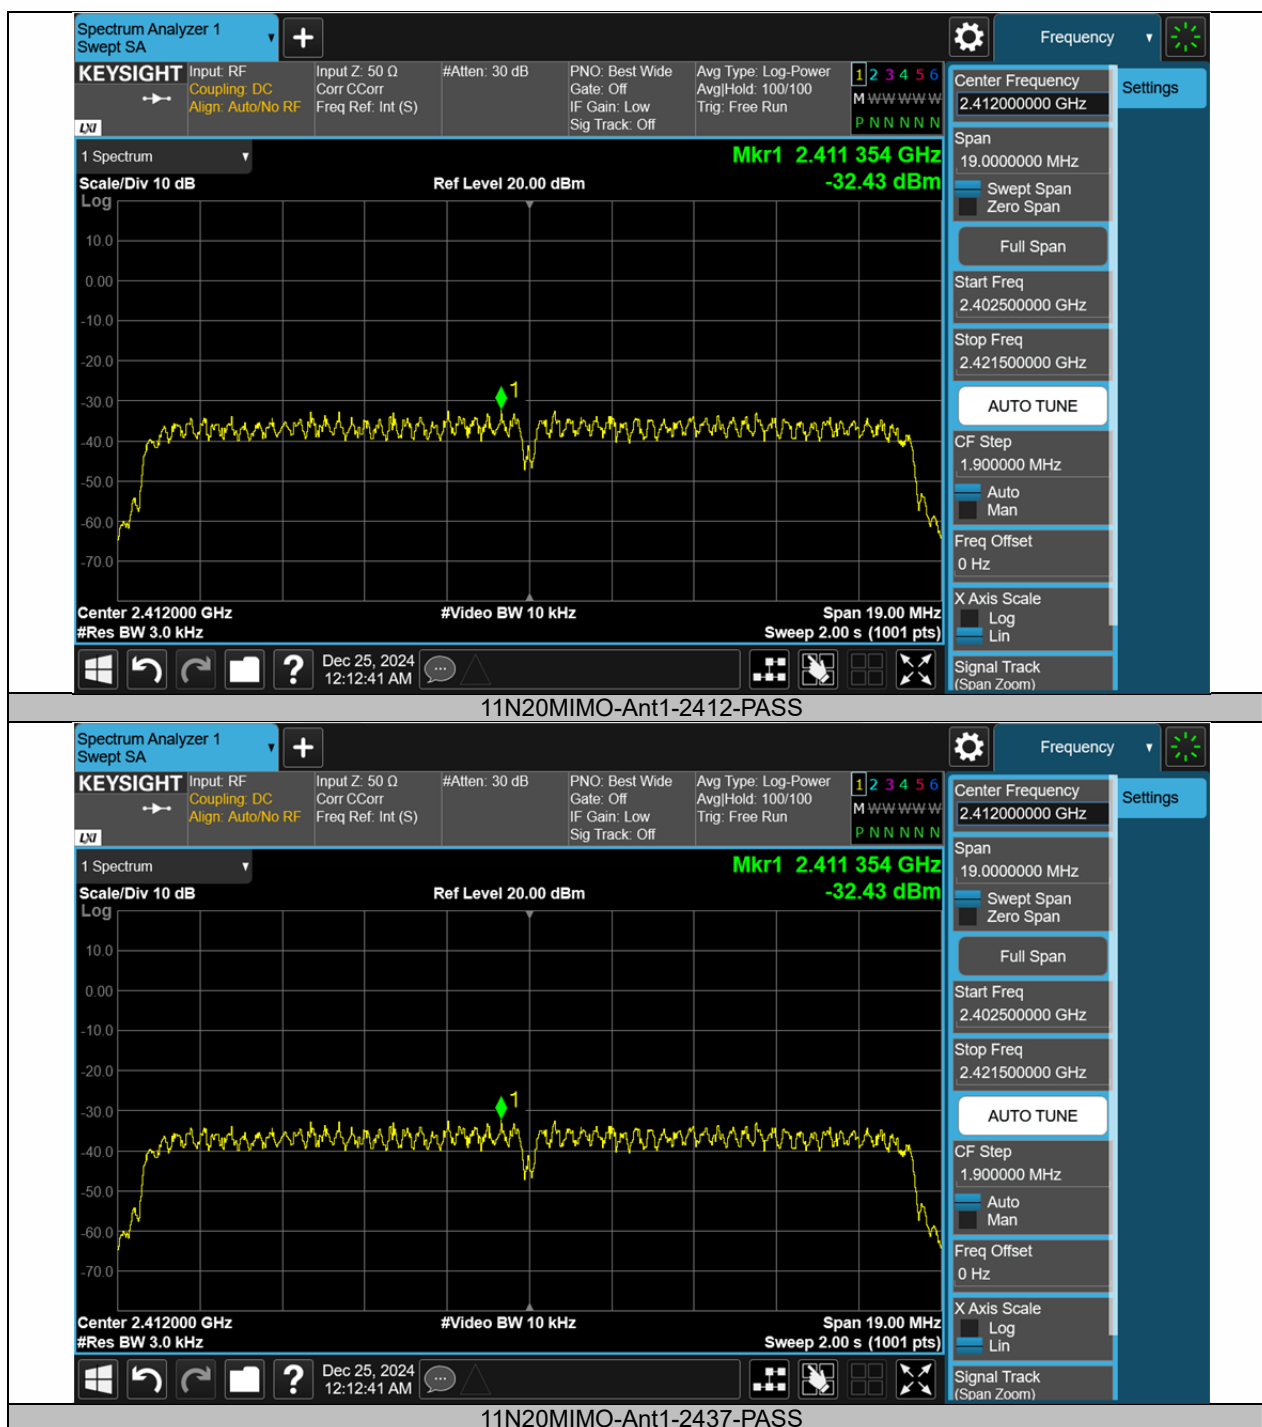 Spectrum Analyzer 1
Swept SA
+
Frequency
KEYSIGHT
LXI
Input: RF
Coupling: DC
Align: Auto/No RF
Input Z: 50 Ω
Corr CCorr
Freq Ref: Int (S)
#Atten: 30 dB
PNO: Best Wide
Gate: Off
IF Gain: Low
Sig Track: Off
Avg Type: Log-Power
Avg|Hold: 100/100
Trig: Free Run
1 2 3 4 5 6
M W W W W W
P N N N N N
1 Spectrum
Scale/Div 10 dB
Log
Ref Level 20.00 dBm
Mkr1 2.411 354 GHz
-32.43 dBm
10.0
0.00
-10.0
-20.0
-30.0
-40.0
-50.0
-60.0
-70.0
1
Center 2.412000 GHz
#Res BW 3.0 kHz
#Video BW 10 kHz
Span 19.00 MHz
Sweep 2.00 s (1001 pts)
Dec 25, 2024
12:12:41 AM
Center Frequency
2.412000000 GHz
Span
19.0000000 MHz
Swept Span
Zero Span
Full Span
Start Freq
2.402500000 GHz
Stop Freq
2.421500000 GHz
AUTO TUNE
CF Step
1.900000 MHz
Auto
Man
Freq Offset
0 Hz
X Axis Scale
Log
Lin
Signal Track
(Span Zoom)
Settings
11N20MIMO-Ant1-2412-PASS
Spectrum Analyzer 1
Swept SA
+
Frequency
KEYSIGHT
LXI
Input: RF
Coupling: DC
Align: Auto/No RF
Input Z: 50 Ω
Corr CCorr
Freq Ref: Int (S)
#Atten: 30 dB
PNO: Best Wide
Gate: Off
IF Gain: Low
Sig Track: Off
Avg Type: Log-Power
Avg|Hold: 100/100
Trig: Free Run
1 2 3 4 5 6
M W W W W W
P N N N N N
1 Spectrum
Scale/Div 10 dB
Log
Ref Level 20.00 dBm
Mkr1 2.411 354 GHz
-32.43 dBm
10.0
0.00
-10.0
-20.0
-30.0
-40.0
-50.0
-60.0
-70.0
1
Center 2.412000 GHz
#Res BW 3.0 kHz
#Video BW 10 kHz
Span 19.00 MHz
Sweep 2.00 s (1001 pts)
Dec 25, 2024
12:12:41 AM
Center Frequency
2.412000000 GHz
Span
19.0000000 MHz
Swept Span
Zero Span
Full Span
Start Freq
2.402500000 GHz
Stop Freq
2.421500000 GHz
AUTO TUNE
CF Step
1.900000 MHz
Auto
Man
Freq Offset
0 Hz
X Axis Scale
Log
Lin
Signal Track
(Span Zoom)
Settings
11N20MIMO-Ant1-2437-PASS